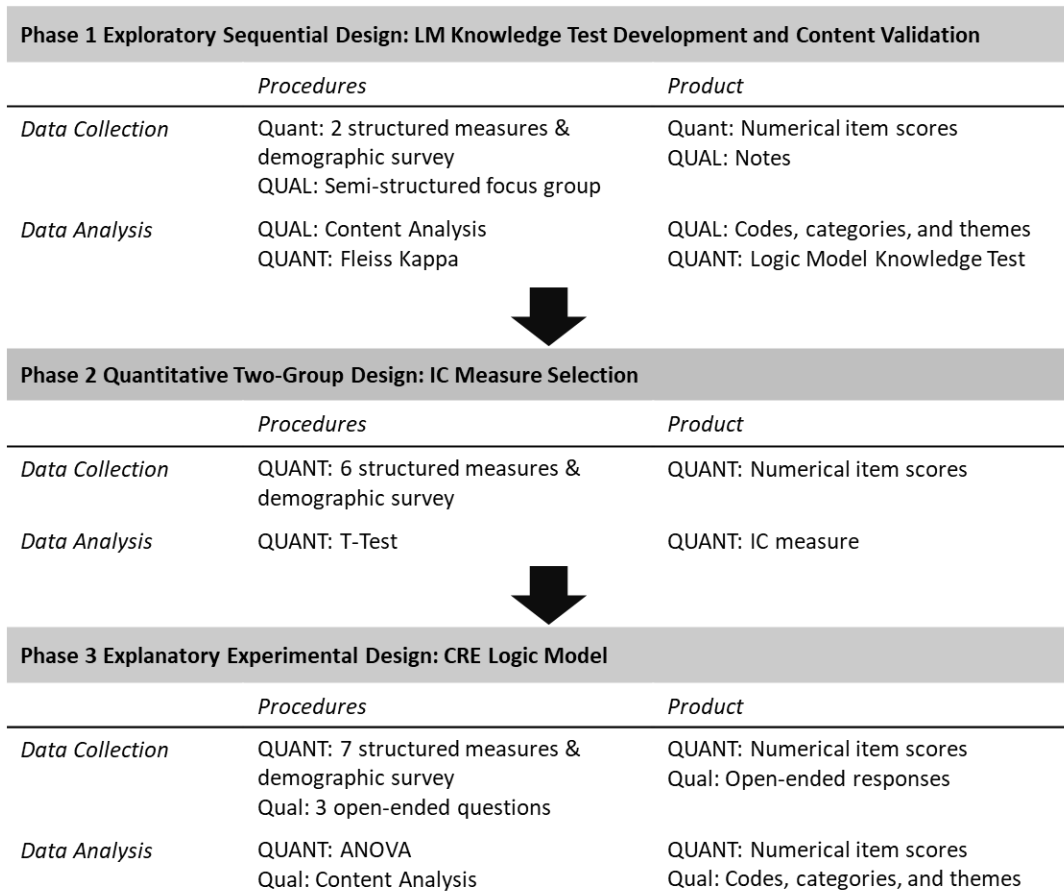 Phase 1 Exploratory Sequential Design: LM Knowledge Test Development and Content Validation
Procedures Product
Data Collection Quant: 2 structured measures & Quant: Numerical item scores
demographic survey QUAL: Notes
QUAL: Semi-structured focus group
Data Analysis QUAL: Content Analysis QUAL: Codes, categories, and themes
QUANT: Fleiss Kappa QUANT: Logic Model Knowledge Test
Phase 2 Quantitative Two-Group Design: IC Measure Selection
Procedures Product
Data Collection QUANT: 6 structured measures & QUANT: Numerical item scores
demographic survey
Data Analysis QUANT: T-Test QUANT: IC measure
Phase 3 Explanatory Experimental Design: CRE Logic Model
Procedures Product
Data Collection QUANT: 7 structured measures & QUANT: Numerical item scores
demographic survey Qual: Open-ended responses
Qual: 3 open-ended questions
Data Analysis QUANT: ANOVA QUANT: Numerical item scores
Qual: Content Analysis Qual: Codes, categories, and themes